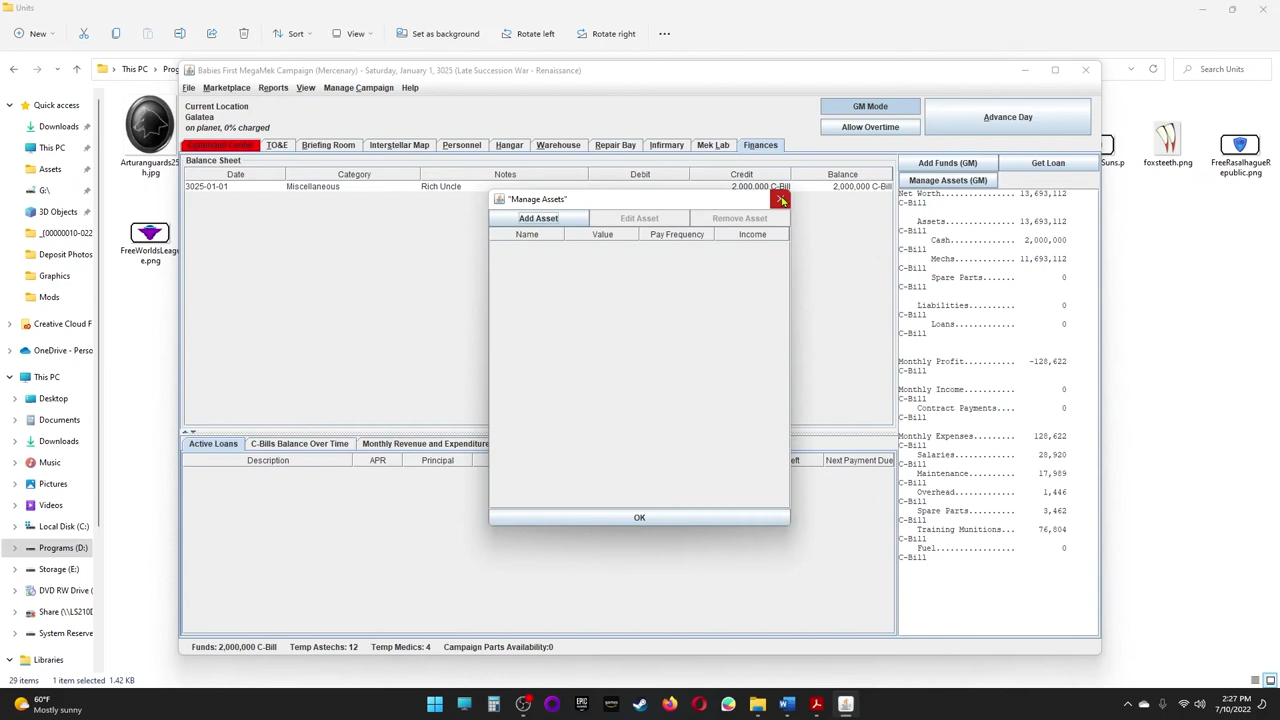 Units
New
Sort
View
Set as background
Rotate left
Rotate right
This PC
Search Units
Quick access
Downloads
This PC
Assets
G:\
3D Objects
_(00000010-022
Deposit Photos
Graphics
Mods
Creative Cloud F
OneDrive - Perso
This PC
Desktop
Documents
Downloads
Music
Pictures
Videos
Local Disk (C:)
Programs (D:)
Storage (E:)
DVD RW Drive (
Share (\\LS210D
System Reserve
Libraries
29 items
1 item selected 1.42 KB
Arturanguards25
h.jpg
FreeWorldsLeag
.png
foxsteeth.png
FreeRasalhagueR
epublic.png
Babies First MegaMek Campaign (Mercenary) - Saturday, January 1, 3025 (Late Succession War - Renaissance)
File Marketplace Reports View Manage Campaign Help
Current Location
Galatea
on planet, 0% charged
GM Mode
Allow Overtime
Advance Day
Command Center TO&E Briefing Room Interstellar Map Personnel Hangar Warehouse Repair Bay Infirmary Mek Lab Finances
Balance Sheet
Date Category Notes Debit Credit Balance
3025-01-01 Miscellaneous Rich Uncle 2,000,000 C-Bill 2,000,000 C-Bill
"Manage Assets"
Add Asset Edit Asset Remove Asset
Name Value Pay Frequency Income
OK
Active Loans C-Bills Balance Over Time Monthly Revenue and Expenditure
Description APR Principal Next Payment Due
Add Funds (GM) Get Loan
Manage Assets (GM)
Net Worth................ 13,693,112
C-Bill
Assets............... 13,693,112
C-Bill
Cash.............. 2,000,000
C-Bill
Mechs............. 11,693,112
C-Bill
Spare Parts....... 0
C-Bill
Liabilities.......... 0
C-Bill
Loans............. 0
C-Bill
Monthly Profit........... -128,622
C-Bill
Monthly Income........... 0
C-Bill
Contract Payments.... 0
C-Bill
Monthly Expenses......... 128,622
C-Bill
Salaries............. 28,920
C-Bill
Maintenance.......... 17,989
C-Bill
Overhead............. 1,446
C-Bill
Spare Parts.......... 3,462
C-Bill
Training Munitions... 76,804
C-Bill
Fuel................. 0
C-Bill
Funds: 2,000,000 C-Bill Temp Astechs: 12 Temp Medics: 4 Campaign Parts Availability:0
60°F
Mostly sunny
2:27 PM
7/10/2022